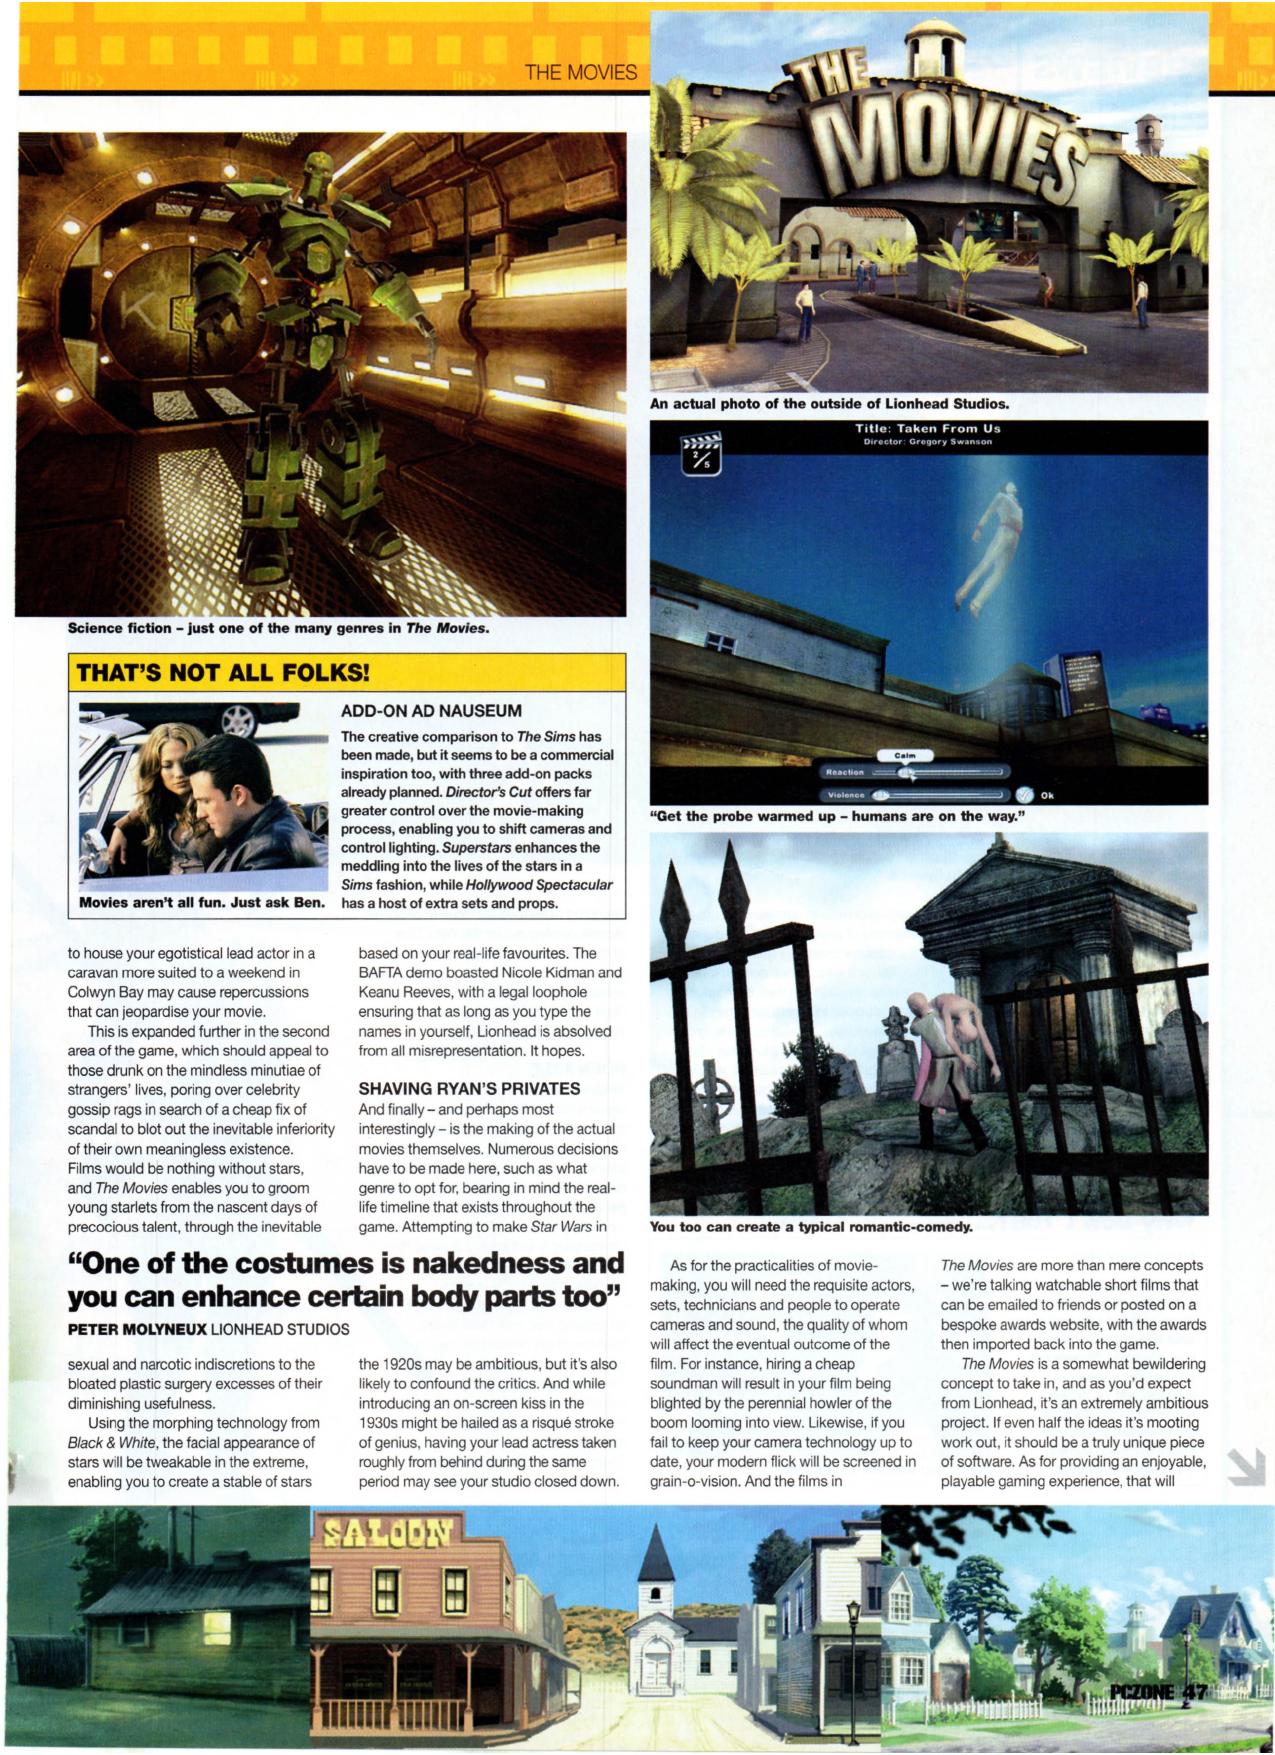 THE MOVIES
THE
MOVIES
K
Science fiction – just one of the many genres in The Movies.
An actual photo of the outside of Lionhead Studios.
Title: Taken From Us
Director: Gregory Swanson
2/5
Calm
Reaction
Violence
Ok
"Get the probe warmed up – humans are on the way."
THAT'S NOT ALL FOLKS!
Movies aren't all fun. Just ask Ben.
ADD-ON AD NAUSEUM
The creative comparison to The Sims has
been made, but it seems to be a commercial
inspiration too, with three add-on packs
already planned. Director's Cut offers far
greater control over the movie-making
process, enabling you to shift cameras and
control lighting. Superstars enhances the
meddling into the lives of the stars in a
Sims fashion, while Hollywood Spectacular
has a host of extra sets and props.
You too can create a typical romantic-comedy.
to house your egotistical lead actor in a
caravan more suited to a weekend in
Colwyn Bay may cause repercussions
that can jeopardise your movie.
This is expanded further in the second
area of the game, which should appeal to
those drunk on the mindless minutiae of
strangers' lives, poring over celebrity
gossip rags in search of a cheap fix of
scandal to blot out the inevitable inferiority
of their own meaningless existence.
Films would be nothing without stars,
and The Movies enables you to groom
young starlets from the nascent days of
precocious talent, through the inevitable
sexual and narcotic indiscretions to the
bloated plastic surgery excesses of their
diminishing usefulness.
Using the morphing technology from
Black & White, the facial appearance of
stars will be tweakable in the extreme,
enabling you to create a stable of stars
based on your real-life favourites. The
BAFTA demo boasted Nicole Kidman and
Keanu Reeves, with a legal loophole
ensuring that as long as you type the
names in yourself, Lionhead is absolved
from all misrepresentation. It hopes.
SHAVING RYAN'S PRIVATES
And finally – and perhaps most
interestingly – is the making of the actual
movies themselves. Numerous decisions
have to be made here, such as what
genre to opt for, bearing in mind the real-
life timeline that exists throughout the
game. Attempting to make Star Wars in
the 1920s may be ambitious, but it's also
likely to confound the critics. And while
introducing an on-screen kiss in the
1930s might be hailed as a risqué stroke
of genius, having your lead actress taken
roughly from behind during the same
period may see your studio closed down.
"One of the costumes is nakedness and
you can enhance certain body parts too"
PETER MOLYNEUX LIONHEAD STUDIOS
As for the practicalities of movie-
making, you will need the requisite actors,
sets, technicians and people to operate
cameras and sound, the quality of whom
will affect the eventual outcome of the
film. For instance, hiring a cheap
soundman will result in your film being
blighted by the perennial howler of the
boom looming into view. Likewise, if you
fail to keep your camera technology up to
date, your modern flick will be screened in
grain-o-vision. And the films in
The Movies are more than mere concepts
– we're talking watchable short films that
can be emailed to friends or posted on a
bespoke awards website, with the awards
then imported back into the game.
The Movies is a somewhat bewildering
concept to take in, and as you'd expect
from Lionhead, it's an extremely ambitious
project. If even half the ideas it's mooting
work out, it should be a truly unique piece
of software. As for providing an enjoyable,
playable gaming experience, that will
SALOON
PCZONE 47